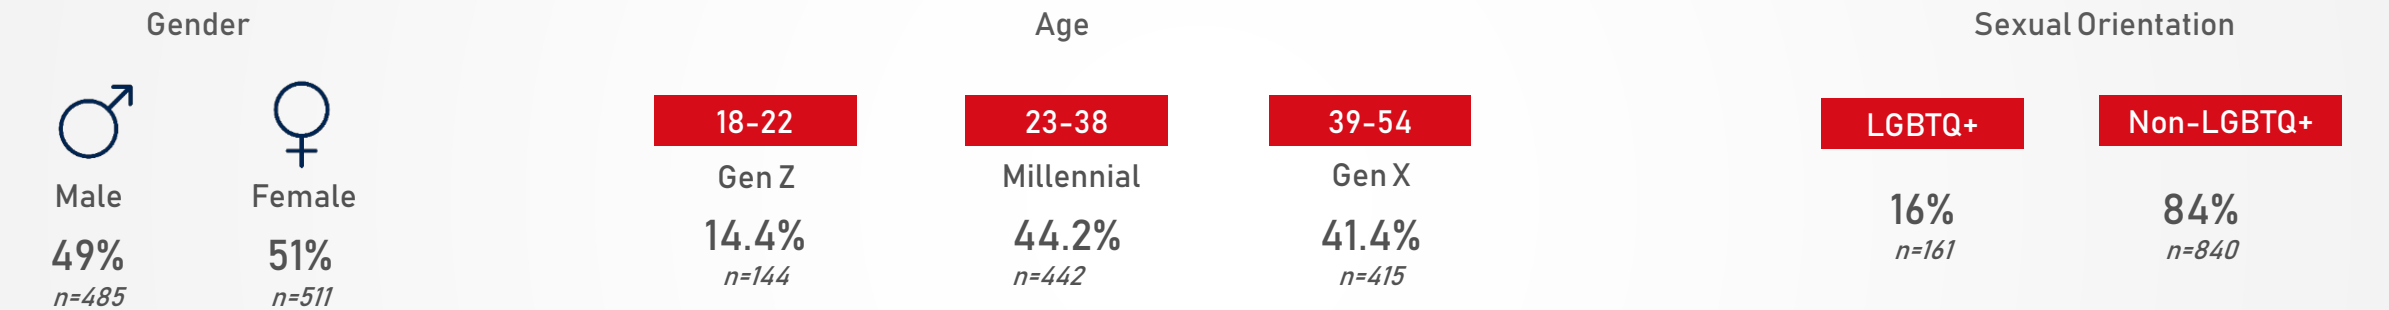 Gender
Male
49%
n=485
Female
51%
n=511
Age
18-22
Gen Z
14.4%
n=144
23-38
Millennial
44.2%
n=442
39-54
Gen X
41.4%
n=415
Sexual Orientation
LGBTQ+
16%
n=161
Non-LGBTQ+
84%
n=840